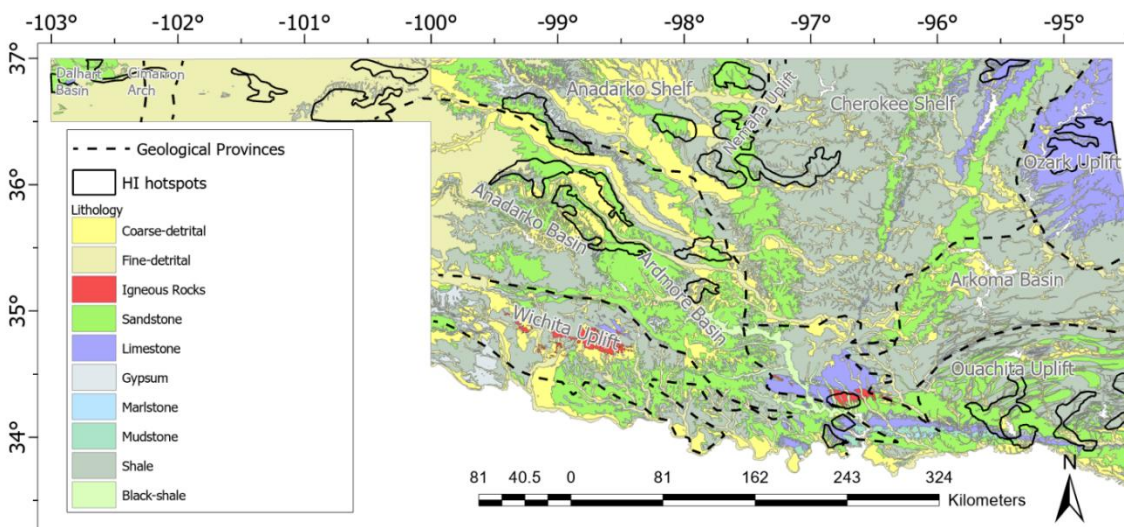 -103° -102° -101° -100° -99° -98° -97° -96° -95°
37°
36°
35°
34°
Dalhart
Basin
Cimarron
Arch
Anadarko Shelf
Nemaha Uplift
Cherokee Shelf
Ozark Uplift
Anadarko Basin
Ardmore Basin
Arkoma Basin
Wichita Uplift
Ouachita Uplift
Geological Provinces
HI hotspots
Lithology
Coarse-detrital
Fine-detrital
Igneous Rocks
Sandstone
Limestone
Gypsum
Marlstone
Mudstone
Shale
Black-shale
81 40.5 0 81 162 243 324
Kilometers
N